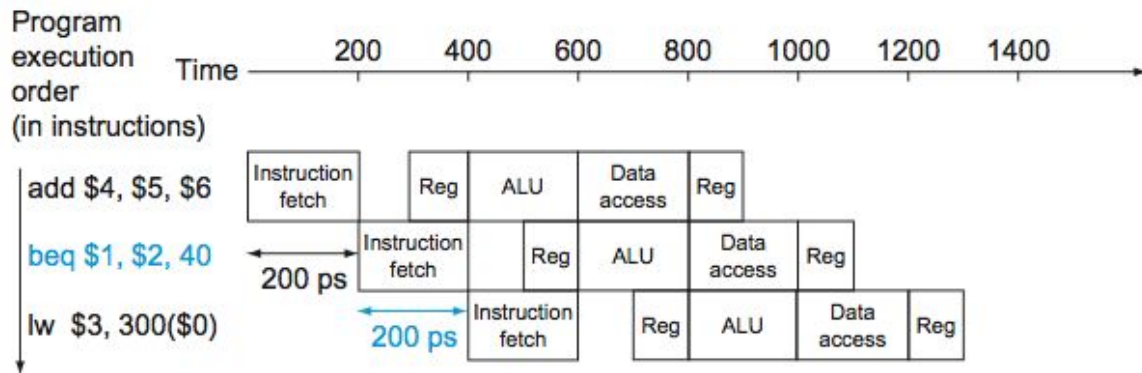 Program
execution
order
(in instructions)
Time
200 400 600 800 1000 1200 1400
add $4, $5, $6
Instruction
fetch
Reg
ALU
Data
access
Reg
beq $1, $2, 40
200 ps
Instruction
fetch
Reg
ALU
Data
access
Reg
lw $3, 300($0)
200 ps
Instruction
fetch
Reg
ALU
Data
access
Reg